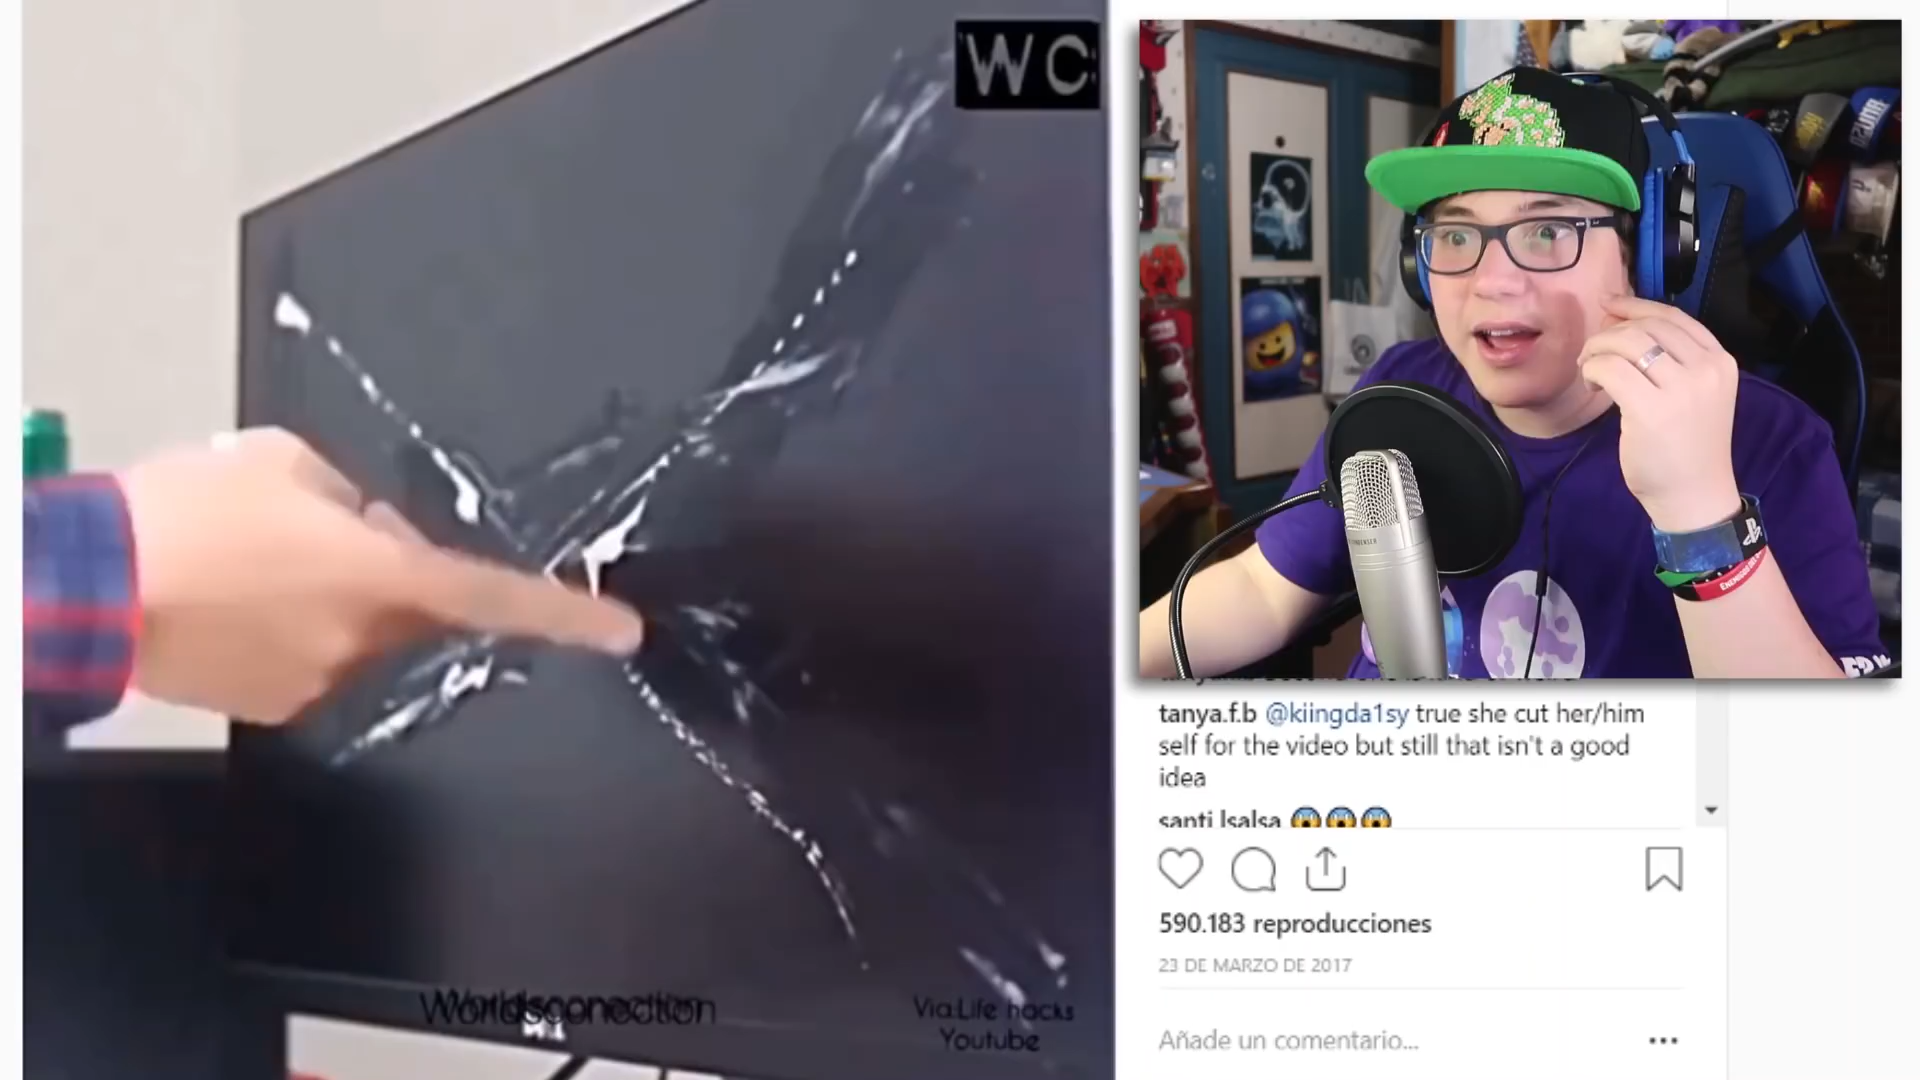 WC
tanya.f.b @kiingda1sy true she cut her/him
self for the video but still that isn't a good
idea
santi lsalsa 😱😱😱
590.183 reproducciones
23 DE MARZO DE 2017
Añade un comentario...
Worldsconection
Via:Life hacks
Youtube